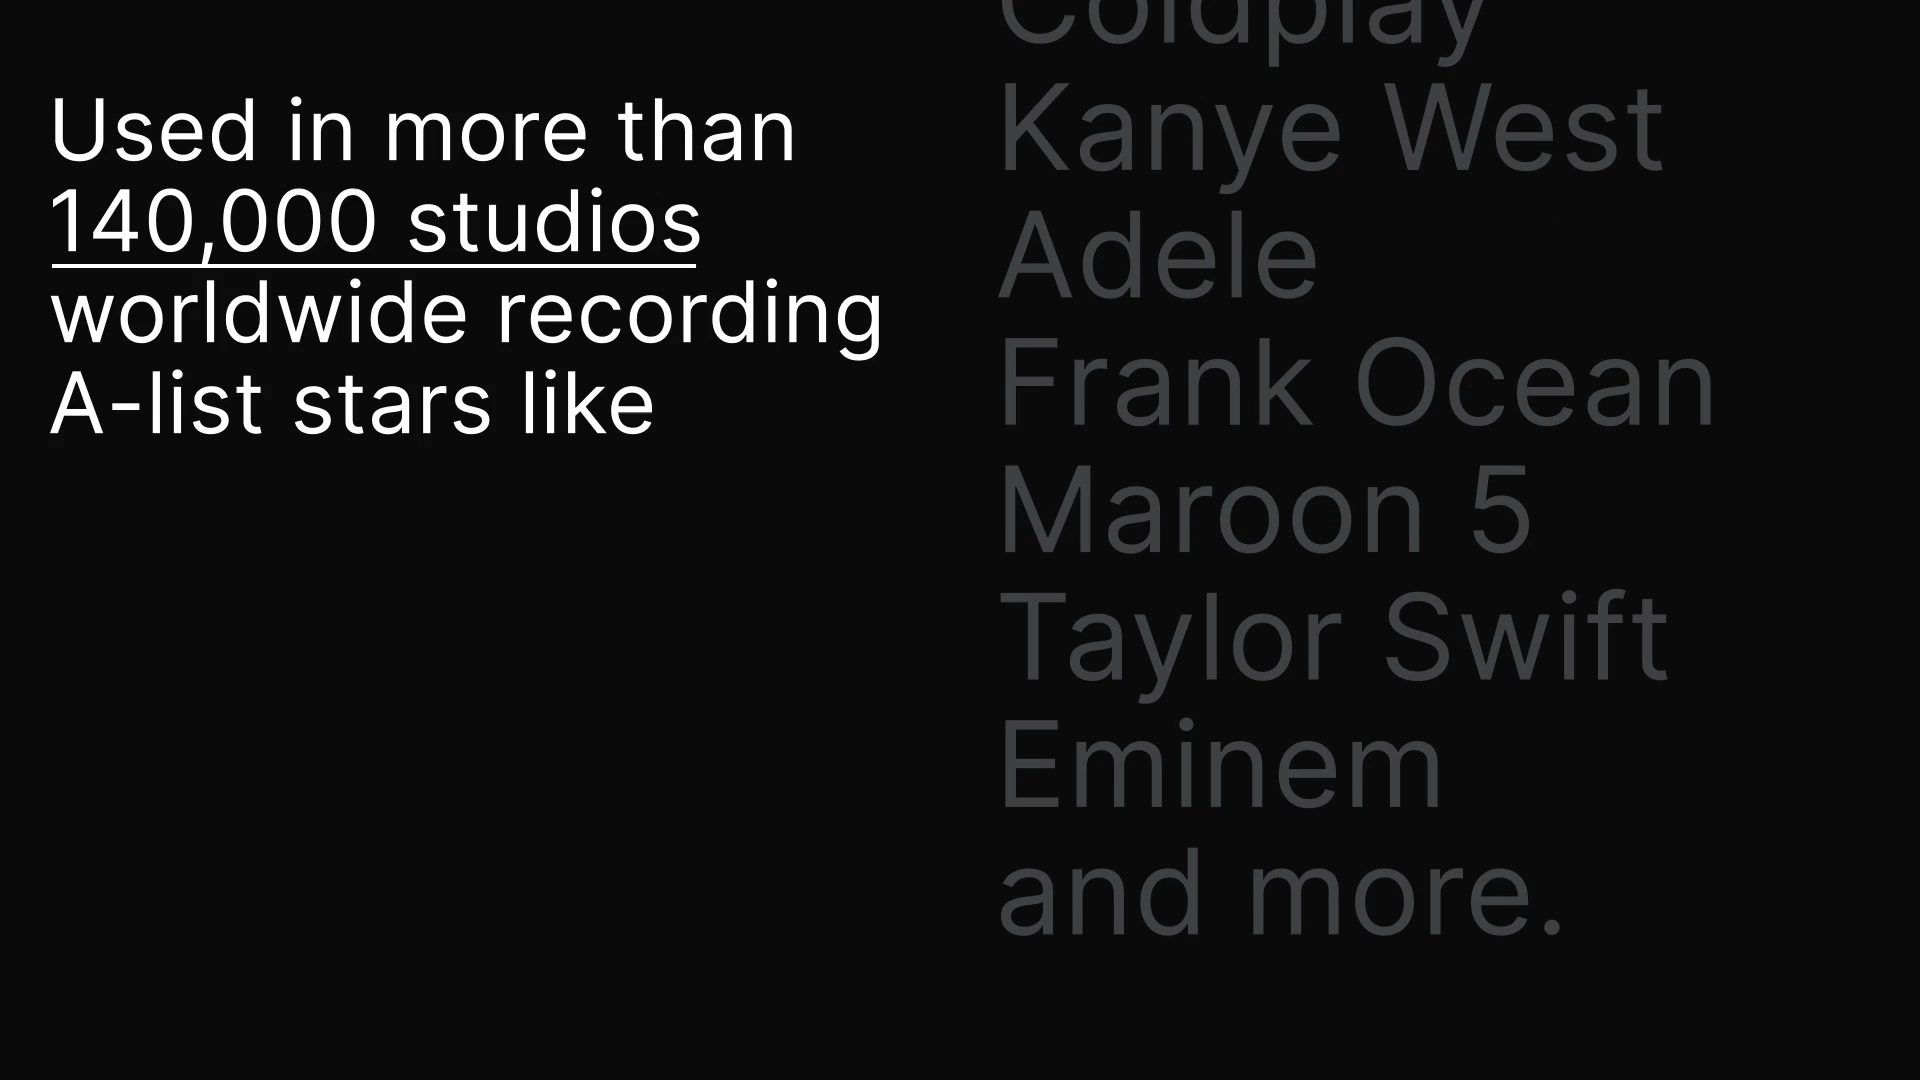 Used in more than
140,000 studios
worldwide recording
A-list stars like
Coldplay
Kanye West
Adele
Frank Ocean
Maroon 5
Taylor Swift
Eminem
and more.